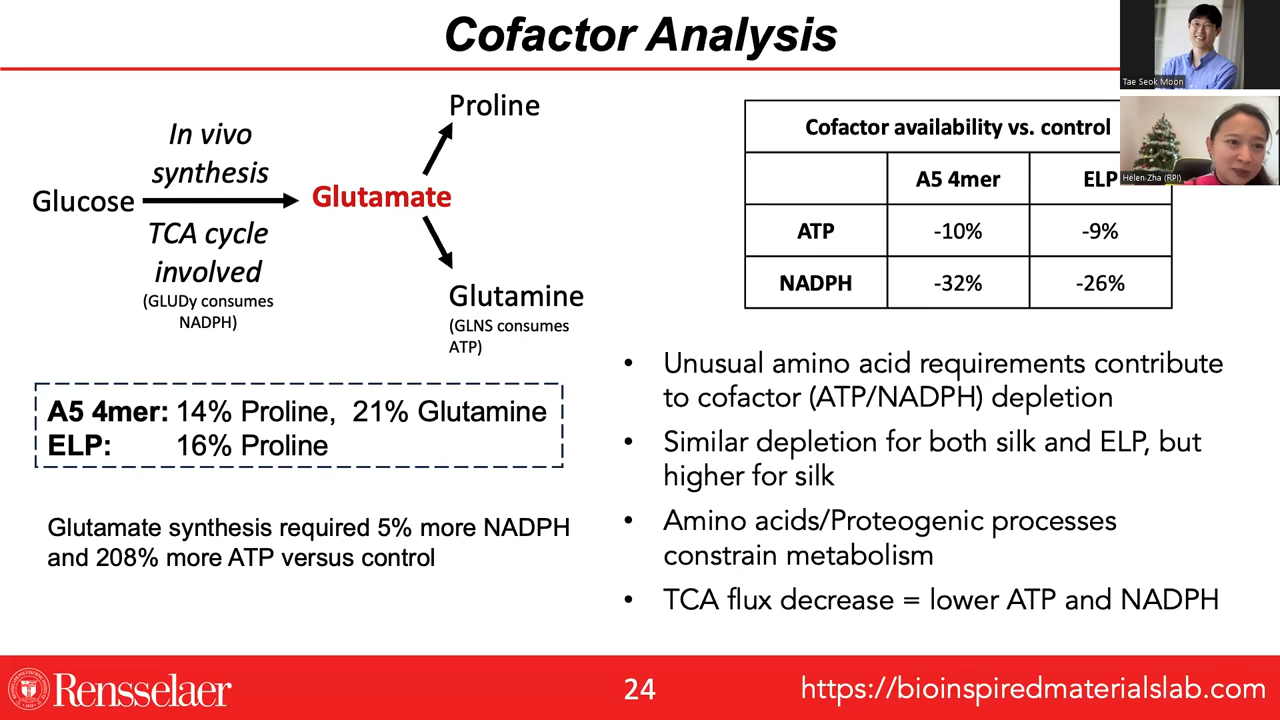 Cofactor Analysis
Tae Seok Moon
Helen Zha (RPI)
In vivo
synthesis
Glucose
TCA cycle
involved
(GLUDy consumes
NADPH)
Glutamate
Proline
Glutamine
(GLNS consumes
ATP)
Cofactor availability vs. control
A5 4mer ELP
ATP -10% -9%
NADPH -32% -26%
A5 4mer: 14% Proline, 21% Glutamine
ELP: 16% Proline
Glutamate synthesis required 5% more NADPH
and 208% more ATP versus control
• Unusual amino acid requirements contribute
to cofactor (ATP/NADPH) depletion
• Similar depletion for both silk and ELP, but
higher for silk
• Amino acids/Proteogenic processes
constrain metabolism
• TCA flux decrease = lower ATP and NADPH
Rensselaer
24
https://bioinspiredmaterialslab.com